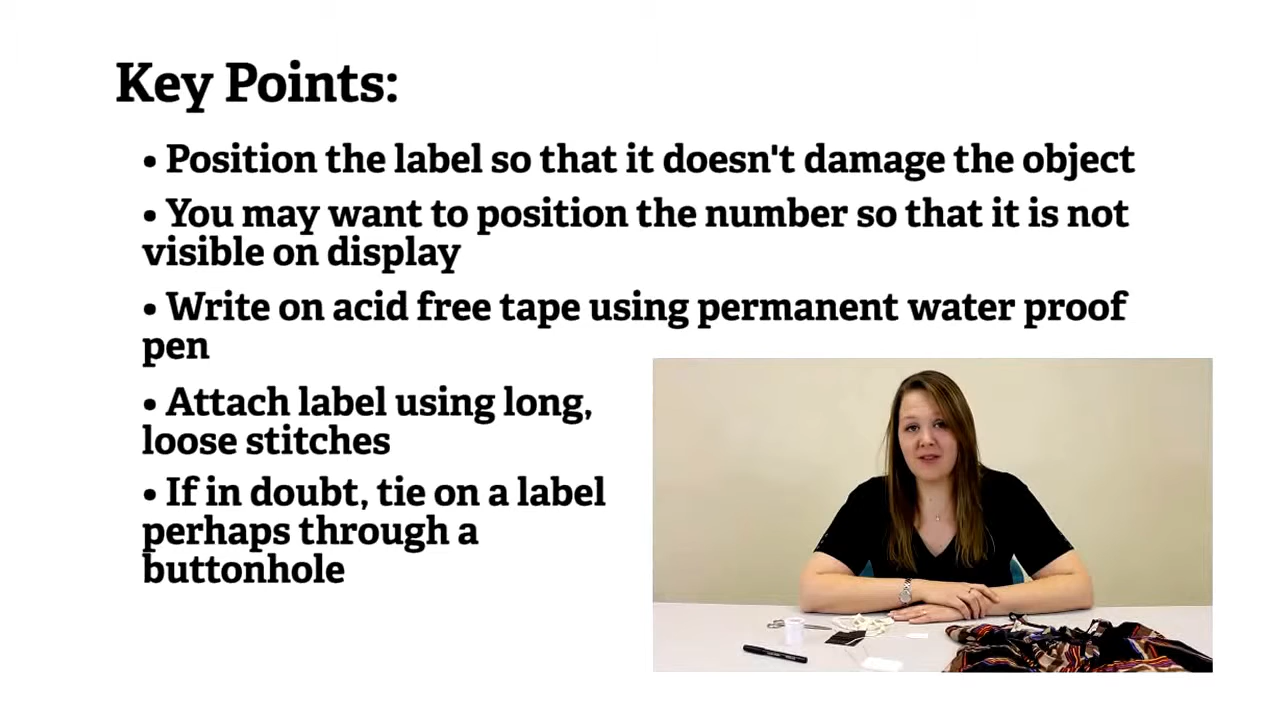 Key Points:
• Position the label so that it doesn't damage the object
• You may want to position the number so that it is not
visible on display
• Write on acid free tape using permanent water proof
pen
• Attach label using long,
loose stitches
• If in doubt, tie on a label
perhaps through a
buttonhole